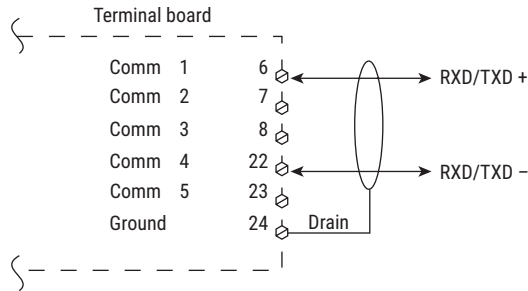 Terminal board
Comm 1 6 RXD/TXD +
Comm 2 7
Comm 3 8
Comm 4 22 RXD/TXD –
Comm 5 23
Ground 24 Drain